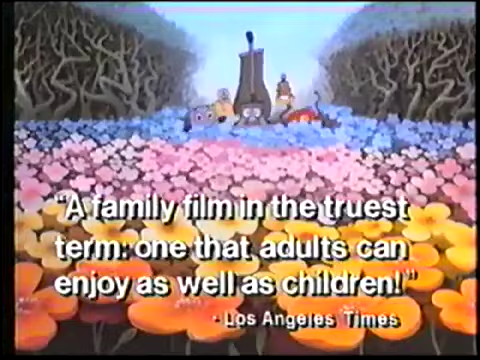 "A family film in the truest
term: one that adults can
enjoy as well as children!"
- Los Angeles Times